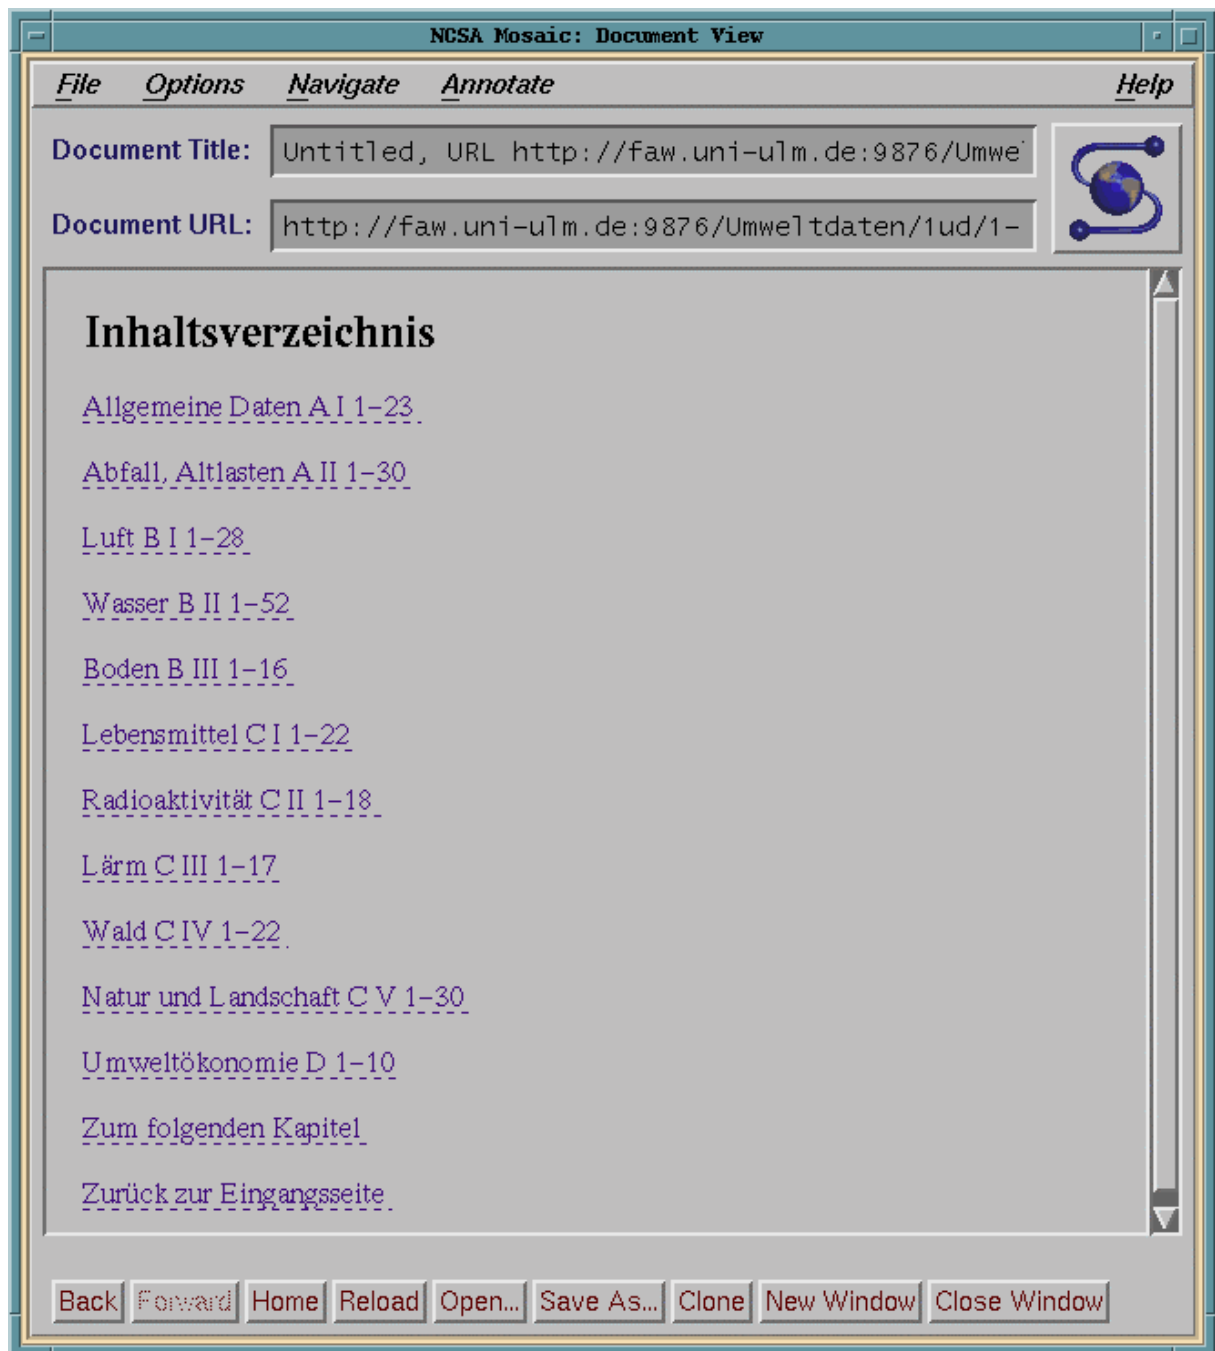 NCSA Mosaic: Document View
File Options Navigate Annotate Help
Document Title: Untitled, URL http://faw.uni-ulm.de:9876/Umwe
Document URL: http://faw.uni-ulm.de:9876/Umweltdaten/1ud/1-
Inhaltsverzeichnis
Allgemeine Daten A I 1-23
Abfall, Altlasten A II 1-30
Luft B I 1-28
Wasser B II 1-52
Boden B III 1-16
Lebensmittel C I 1-22
Radioaktivität C II 1-18
Lärm C III 1-17
Wald C IV 1-22
Natur und Landschaft C V 1-30
Umweltökonomie D 1-10
Zum folgenden Kapitel
Zurück zur Eingangsseite
Back Forward Home Reload Open... Save As... Clone New Window Close Window